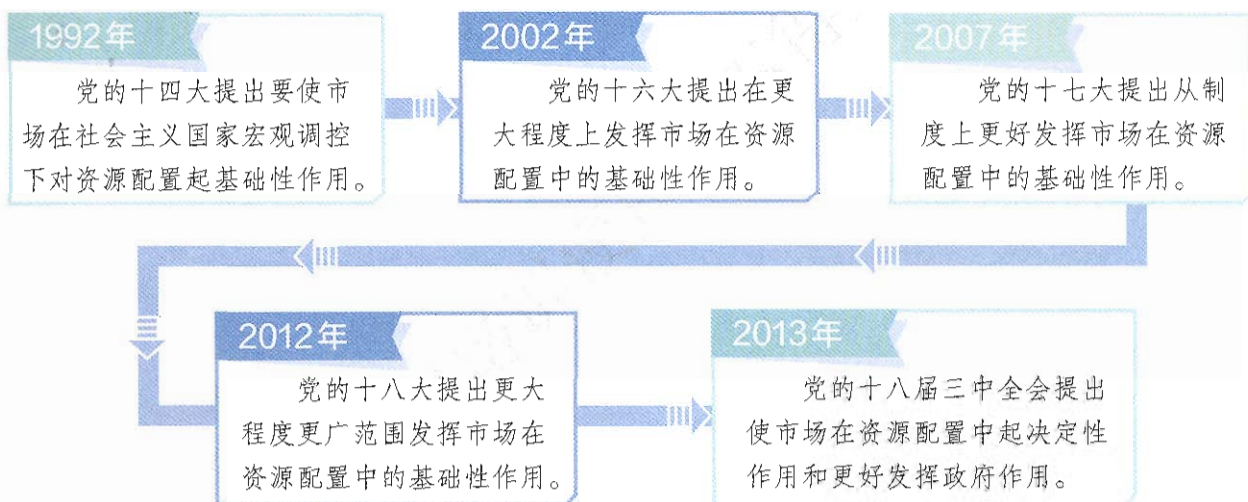 1992年
党的十四大提出要使市
场在社会主义国家宏观调控
下对资源配置起基础性作用。
2002年
党的十六大提出在更
大程度上发挥市场在资源
配置中的基础性作用。
2007年
党的十七大提出从制
度上更好发挥市场在资源
配置中的基础性作用。
2012年
党的十八大提出更大
程度更广范围发挥市场在
资源配置中的基础性作用。
2013年
党的十八届三中全会提出
使市场在资源配置中起决定性
作用和更好发挥政府作用。